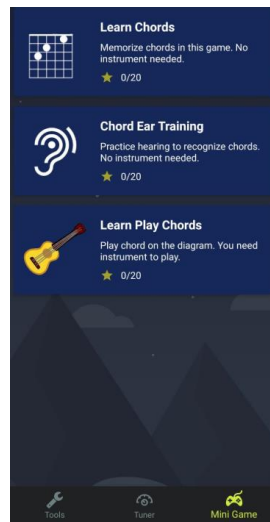 Learn Chords
Memorize chords in this game. No
instrument needed.
0/20
Chord Ear Training
Practice hearing to recognize chords.
No instrument needed.
0/20
Learn Play Chords
Play chord on the diagram. You need
instrument to play.
0/20
Tools
Tuner
Mini Game